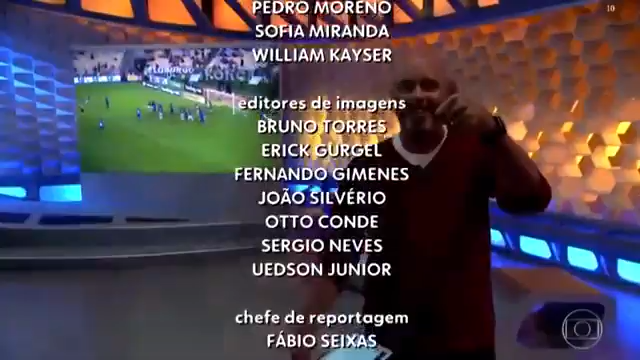 10
PEDRO MORENO
SOFIA MIRANDA
WILLIAM KAYSER
editores de imagens
BRUNO TORRES
ERICK GURGEL
FERNANDO GIMENES
JOÃO SILVÉRIO
OTTO CONDE
SERGIO NEVES
UEDSON JUNIOR
chefe de reportagem
FÁBIO SEIXAS